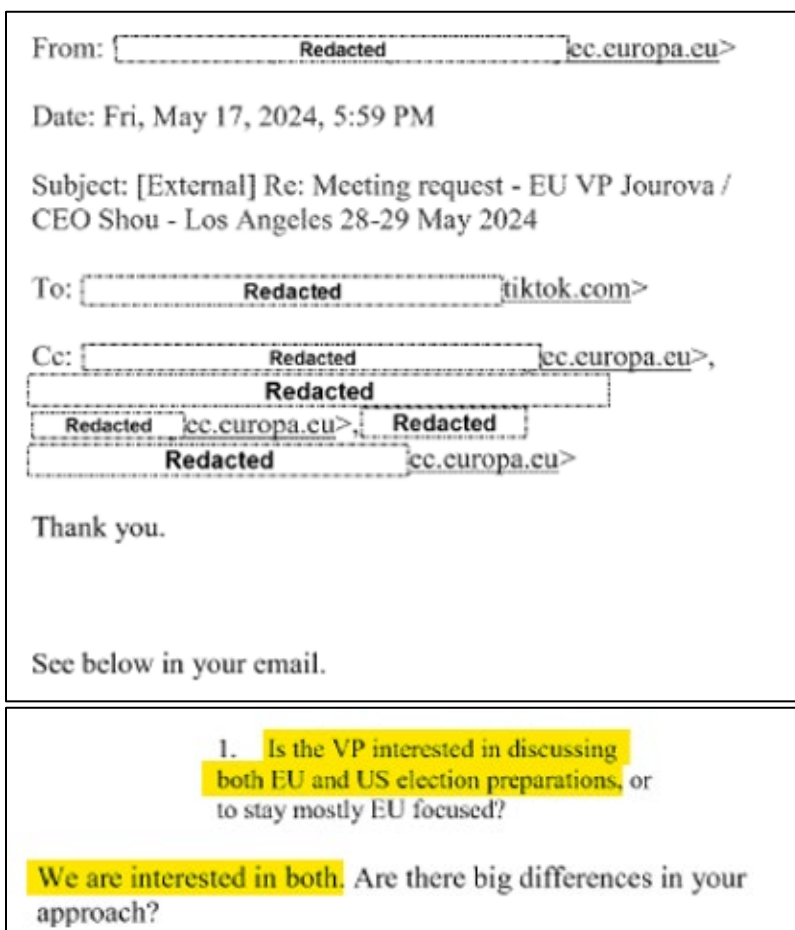 From: Redacted ec.europa.eu>
Date: Fri, May 17, 2024, 5:59 PM
Subject: [External] Re: Meeting request - EU VP Jourova /
CEO Shou - Los Angeles 28-29 May 2024
To: Redacted tiktok.com>
Cc: Redacted ec.europa.eu>,
Redacted
Redacted ec.europa.eu>, Redacted
Redacted ec.europa.eu>
Thank you.
See below in your email.
1. Is the VP interested in discussing
both EU and US election preparations, or
to stay mostly EU focused?
We are interested in both. Are there big differences in your
approach?